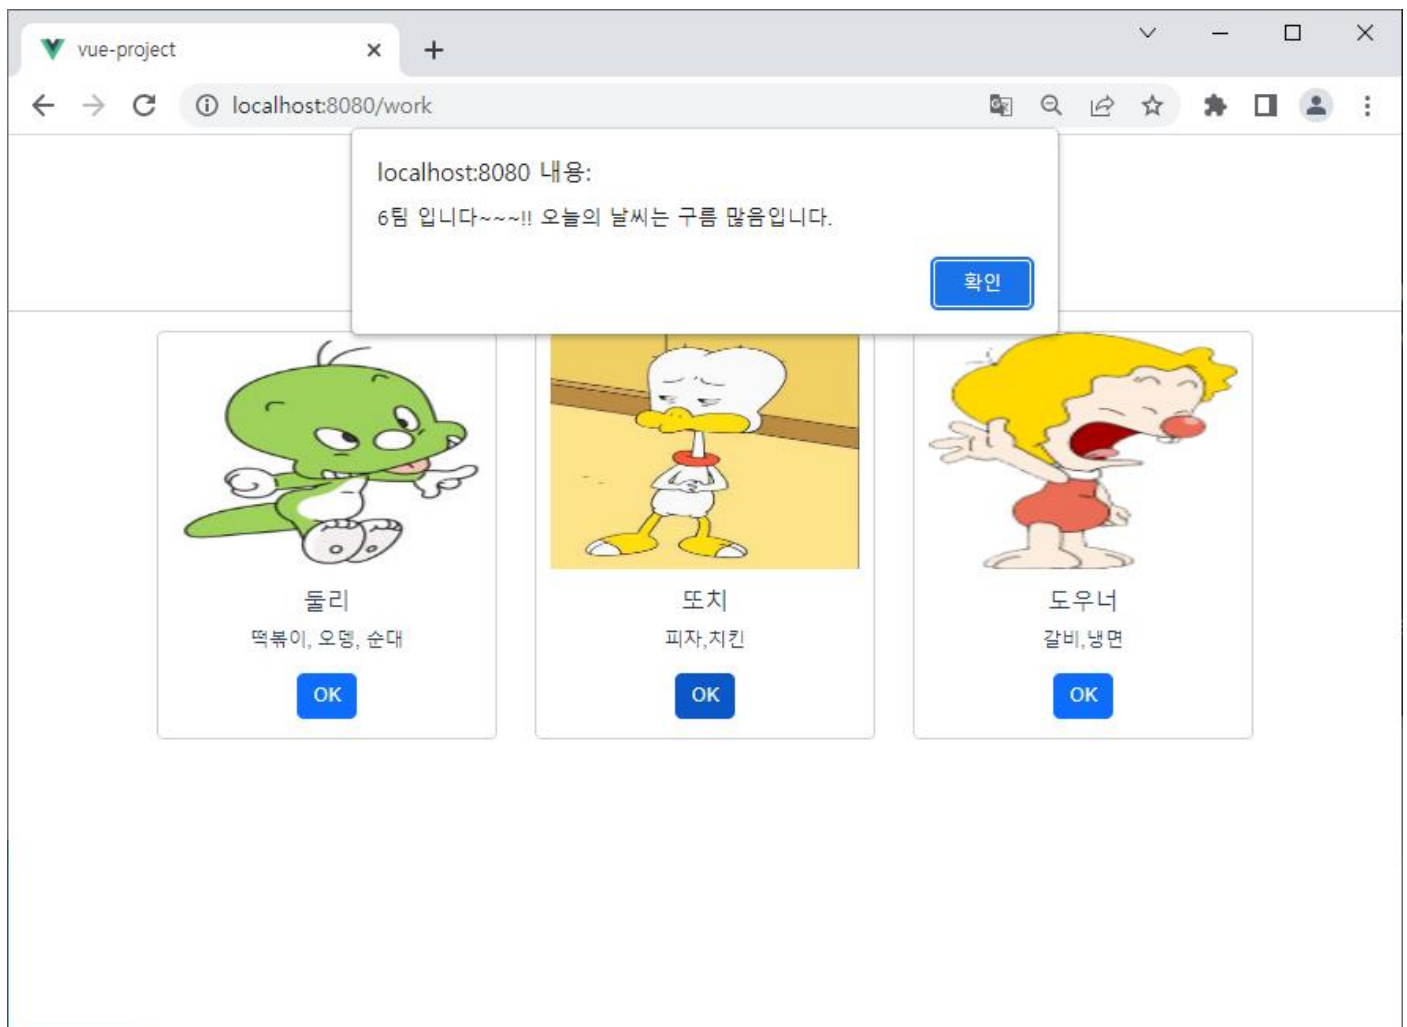 vue-project
localhost:8080/work
localhost:8080 내용:
6팀 입니다~~~!! 오늘의 날씨는 구름 많음입니다.
확인
둘리
떡볶이, 오뎅, 순대
OK
또치
피자,치킨
OK
도우너
갈비,냉면
OK